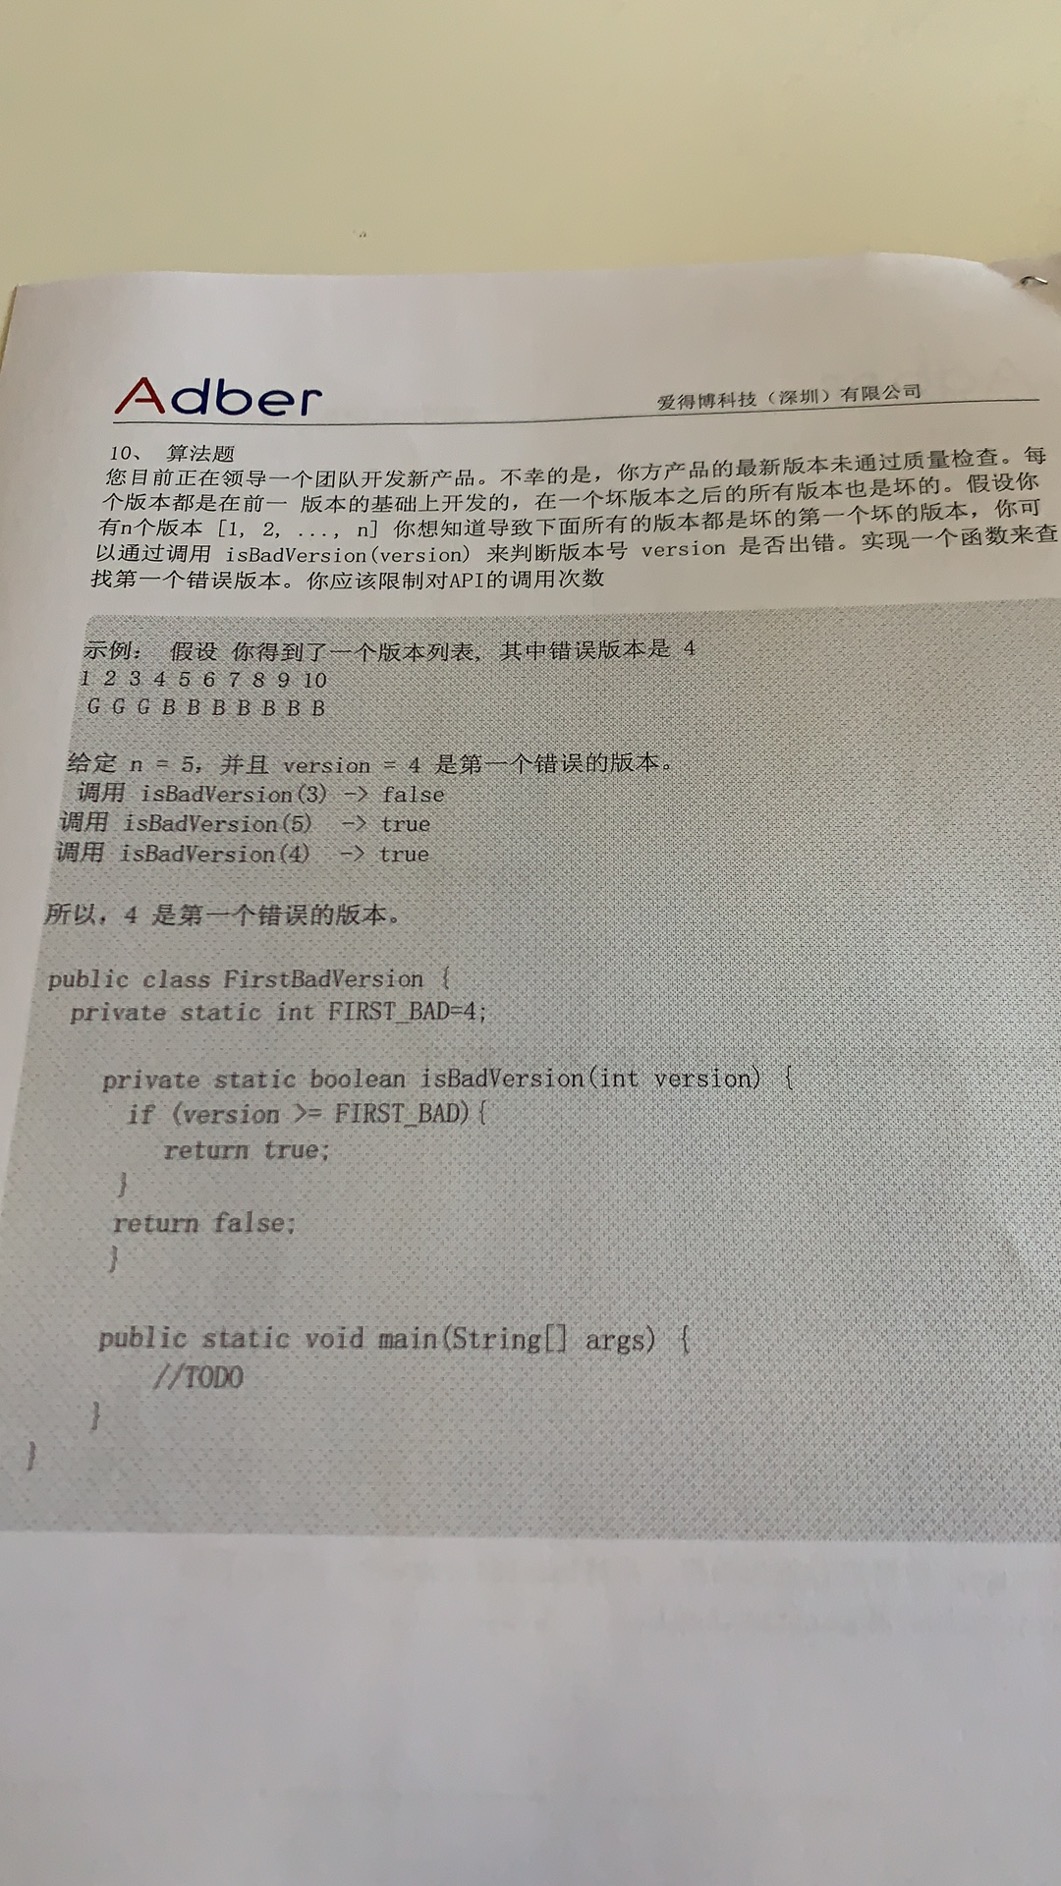 Adber
爱得博科技（深圳）有限公司
10、 算法题
您目前正在领导一个团队开发新产品。不幸的是，你方产品的最新版本未通过质量检查。每
个版本都是在前一 版本的基础上开发的，在一个坏版本之后的所有版本也是坏的。假设你
有n个版本 [1, 2, ..., n] 你想知道导致下面所有的版本都是坏的第一个坏的版本，你可
以通过调用 isBadVersion(version) 来判断版本号 version 是否出错。实现一个函数来查
找第一个错误版本。你应该限制对API的调用次数
示例： 假设 你得到了一个版本列表, 其中错误版本是 4
1 2 3 4 5 6 7 8 9 10
G G G B B B B B B B
给定 n = 5，并且 version = 4 是第一个错误的版本。
调用 isBadVersion(3) -> false
调用 isBadVersion(5) -> true
调用 isBadVersion(4) -> true
所以，4 是第一个错误的版本。
public class FirstBadVersion {
private static int FIRST_BAD=4;
private static boolean isBadVersion(int version) {
if (version >= FIRST_BAD){
return true;
}
return false;
}
public static void main(String[] args) {
//TODO
}
}